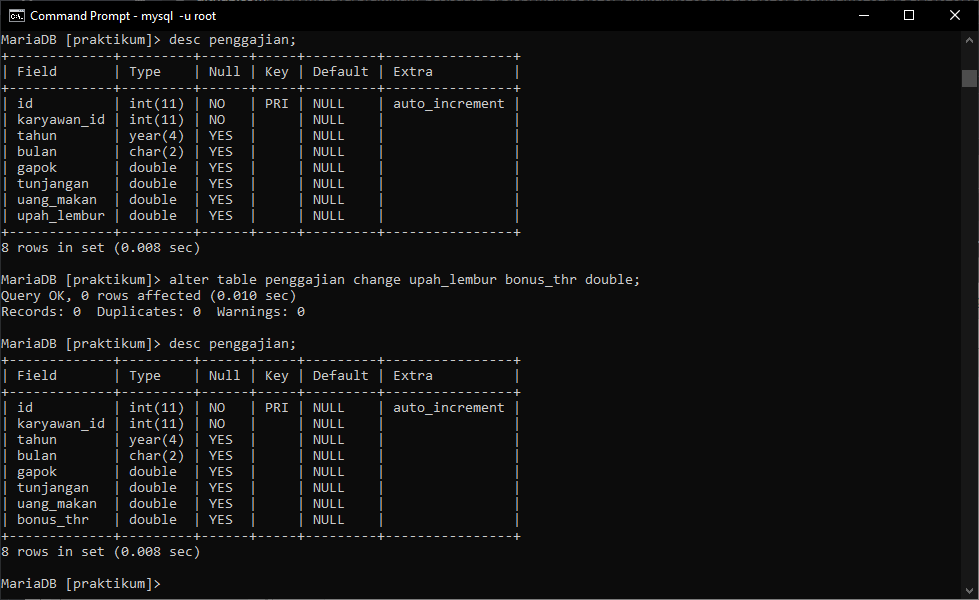 Command Prompt - mysql  -u root
MariaDB [praktikum]> desc penggajian;
+-------------+---------+------+-----+---------+----------------+
| Field       | Type    | Null | Key | Default | Extra          |
+-------------+---------+------+-----+---------+----------------+
| id          | int(11) | NO   | PRI | NULL    | auto_increment |
| karyawan_id | int(11) | NO   |     | NULL    |                |
| tahun       | year(4) | YES  |     | NULL    |                |
| bulan       | char(2) | YES  |     | NULL    |                |
| gapok       | double  | YES  |     | NULL    |                |
| tunjangan   | double  | YES  |     | NULL    |                |
| uang_makan  | double  | YES  |     | NULL    |                |
| upah_lembur | double  | YES  |     | NULL    |                |
+-------------+---------+------+-----+---------+----------------+
8 rows in set (0.008 sec)
MariaDB [praktikum]> alter table penggajian change upah_lembur bonus_thr double;
Query OK, 0 rows affected (0.010 sec)
Records: 0  Duplicates: 0  Warnings: 0
MariaDB [praktikum]> desc penggajian;
+-------------+---------+------+-----+---------+----------------+
| Field       | Type    | Null | Key | Default | Extra          |
+-------------+---------+------+-----+---------+----------------+
| id          | int(11) | NO   | PRI | NULL    | auto_increment |
| karyawan_id | int(11) | NO   |     | NULL    |                |
| tahun       | year(4) | YES  |     | NULL    |                |
| bulan       | char(2) | YES  |     | NULL    |                |
| gapok       | double  | YES  |     | NULL    |                |
| tunjangan   | double  | YES  |     | NULL    |                |
| uang_makan  | double  | YES  |     | NULL    |                |
| bonus_thr   | double  | YES  |     | NULL    |                |
+-------------+---------+------+-----+---------+----------------+
8 rows in set (0.008 sec)
MariaDB [praktikum]>